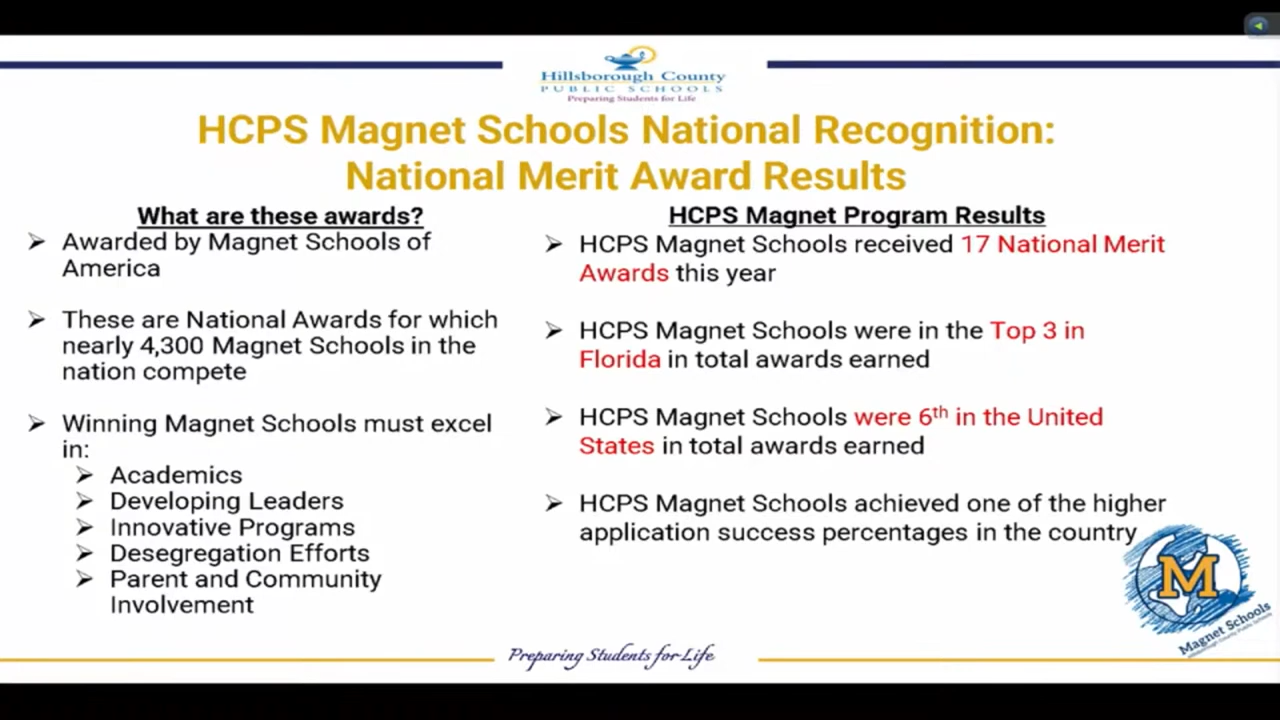 Hillsborough County
PUBLIC SCHOOLS
Preparing Students for Life
HCPS Magnet Schools National Recognition:
National Merit Award Results
What are these awards?
Awarded by Magnet Schools of
America
These are National Awards for which
nearly 4,300 Magnet Schools in the
nation compete
Winning Magnet Schools must excel
in:
Academics
Developing Leaders
Innovative Programs
Desegregation Efforts
Parent and Community
Involvement
HCPS Magnet Program Results
HCPS Magnet Schools received 17 National Merit
Awards this year
HCPS Magnet Schools were in the Top 3 in
Florida in total awards earned
HCPS Magnet Schools were 6th in the United
States in total awards earned
HCPS Magnet Schools achieved one of the higher
application success percentages in the country
M
Magnet Schools
Hillsborough County Public Schools
Preparing Students for Life